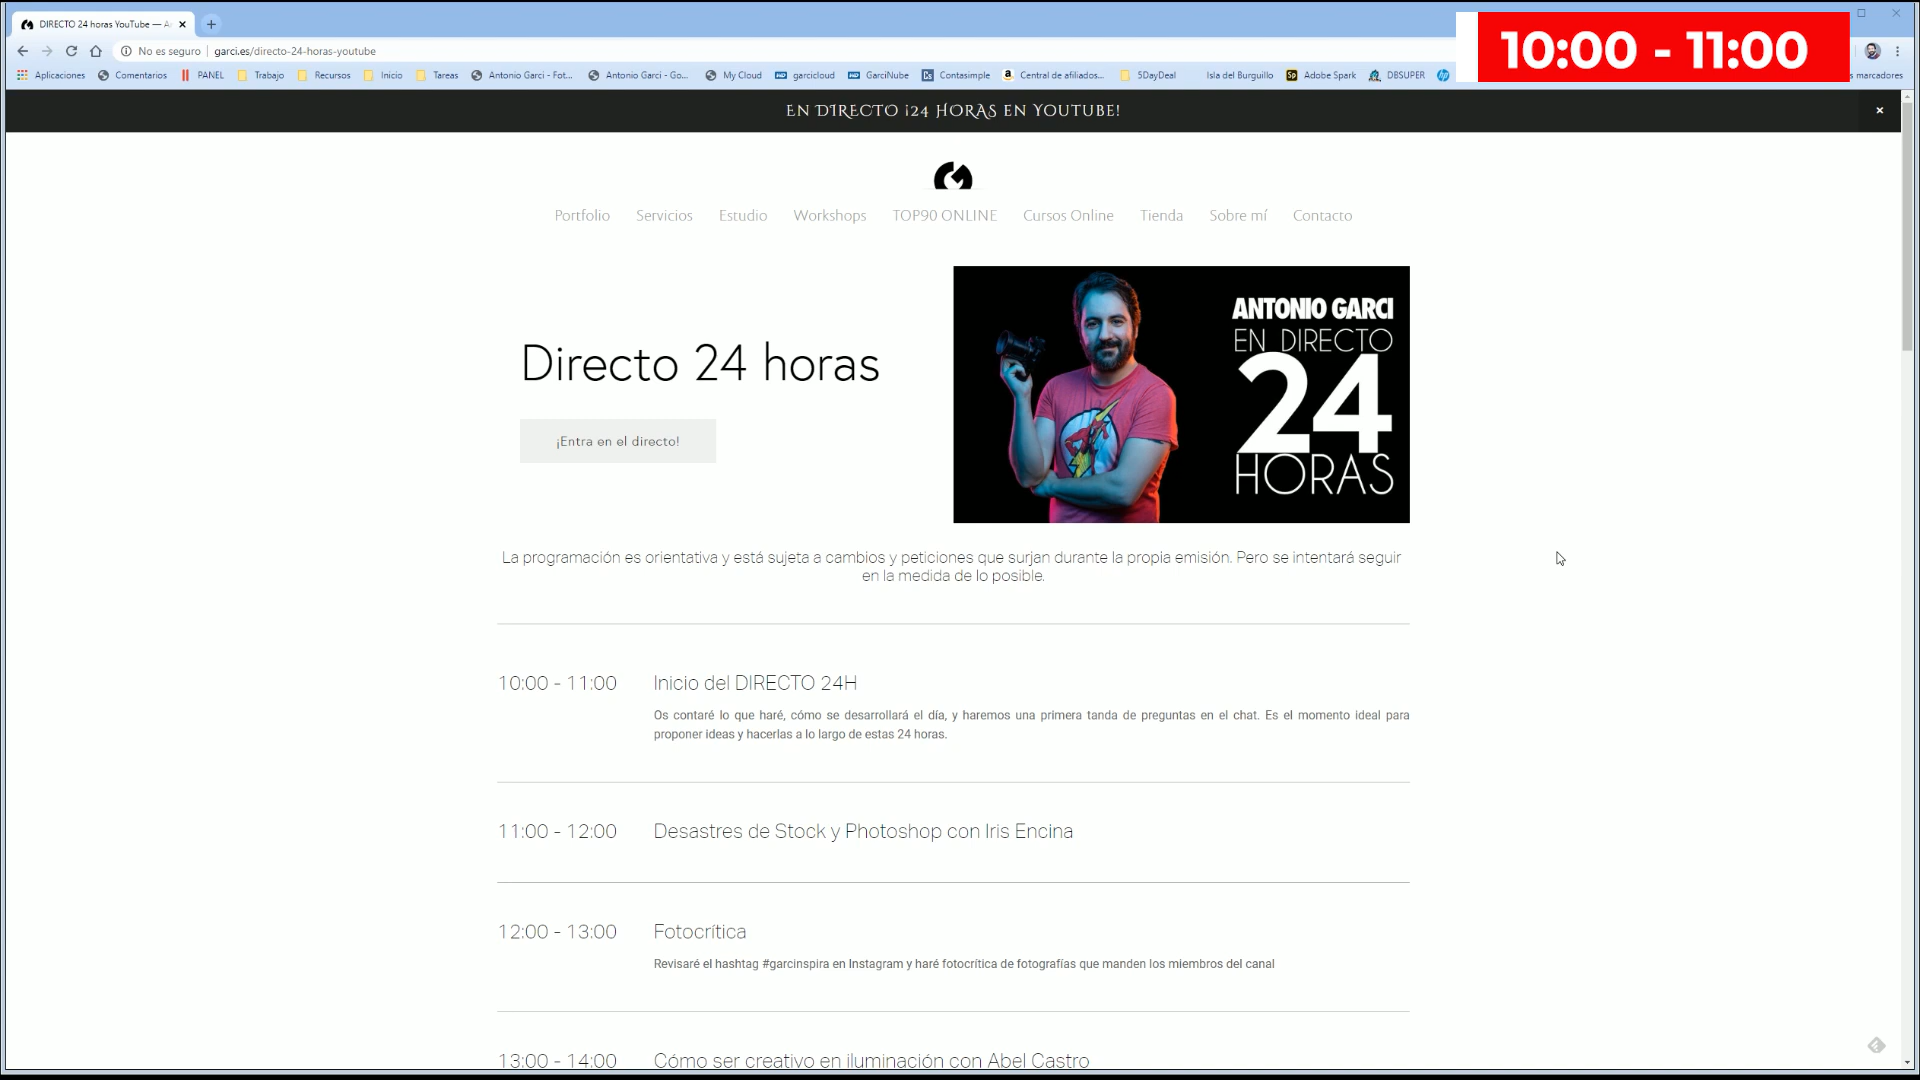 DIRECTO 24 horas YouTube — A
10:00 - 11:00
No es seguro | garci.es/directo-24-horas-youtube
Aplicaciones Comentarios PANEL Trabajo Recursos Inicio Tareas Antonio Garci - Fot... Antonio Garci - Go... My Cloud garcicloud GarciNube Contasimple Central de afiliados... 5DayDeal Isla del Burguillo Adobe Spark DBSUPER s marcadores
EN DIRECTO ¡24 HORAS EN YOUTUBE!
Portfolio Servicios Estudio Workshops TOP90 ONLINE Cursos Online Tienda Sobre mí Contacto
ANTONIO GARCI
EN DIRECTO
24
HORAS
Directo 24 horas
¡Entra en el directo!
La programación es orientativa y está sujeta a cambios y peticiones que surjan durante la propia emisión. Pero se intentará seguir
en la medida de lo posible.
10:00 - 11:00 Inicio del DIRECTO 24H
Os contaré lo que haré, cómo se desarrollará el día, y haremos una primera tanda de preguntas en el chat. Es el momento ideal para
proponer ideas y hacerlas a lo largo de estas 24 horas.
11:00 - 12:00 Desastres de Stock y Photoshop con Iris Encina
12:00 - 13:00 Fotocrítica
Revisaré el hashtag #garcinspira en Instagram y haré fotocrítica de fotografías que manden los miembros del canal
13:00 - 14:00 Cómo ser creativo en iluminación con Abel Castro